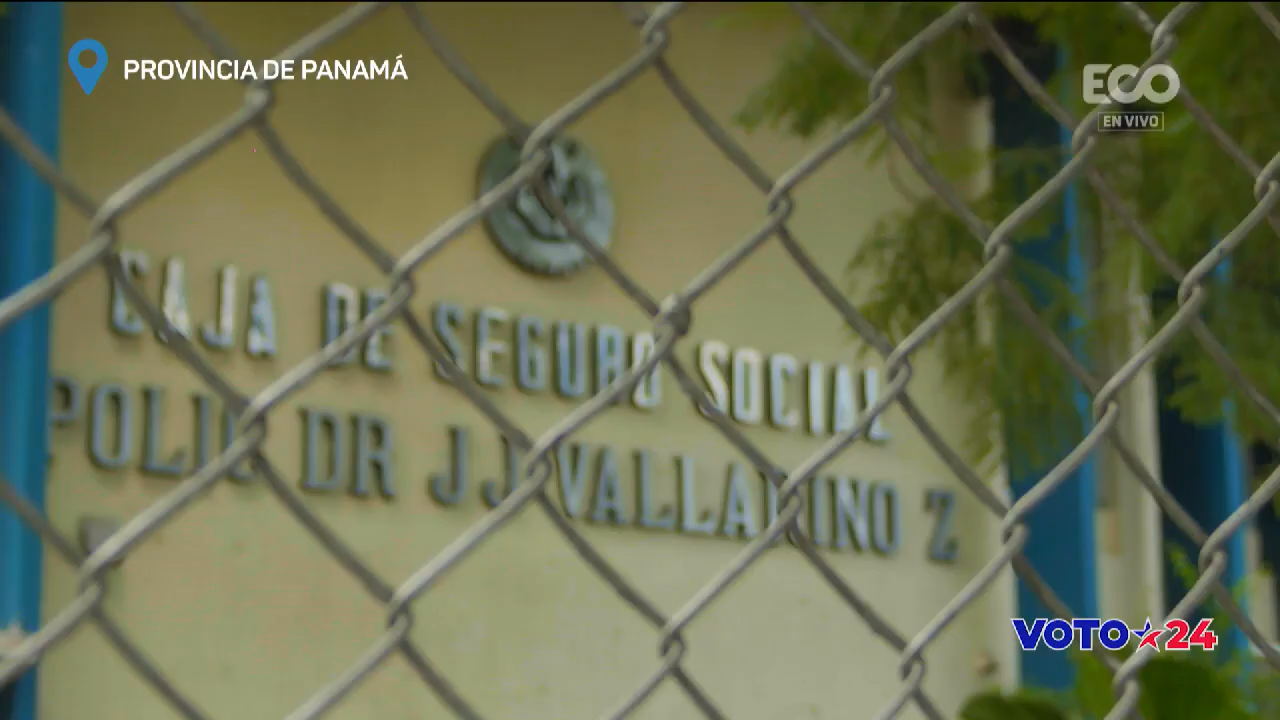 PROVINCIA DE PANAMÁ
ECO
EN VIVO
CAJA DE SEGURO SOCIAL
POLIC DR J.J. VALLARINO Z
VOTO 24